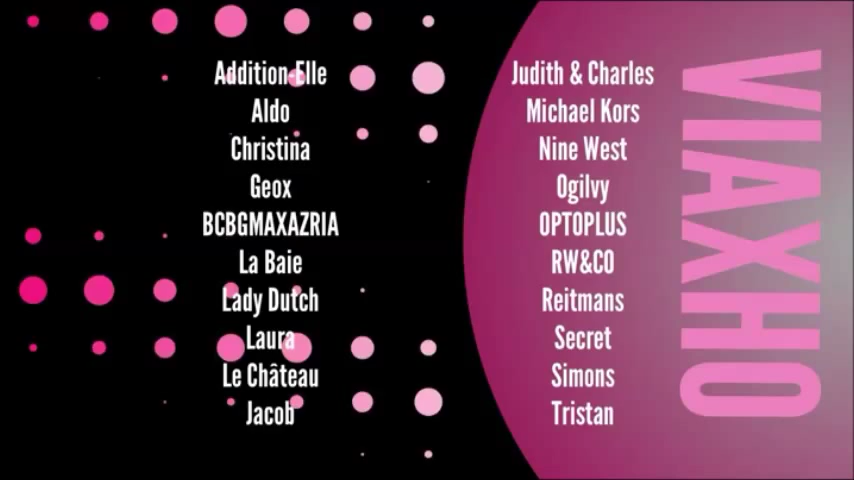 Addition-Elle
Aldo
Christina
Geox
BCBGMAXAZRIA
La Baie
Lady Dutch
Laura
Le Château
Jacob
Judith & Charles
Michael Kors
Nine West
Ogilvy
OPTOPLUS
RW&CO
Reitmans
Secret
Simons
Tristan
VIAXHO